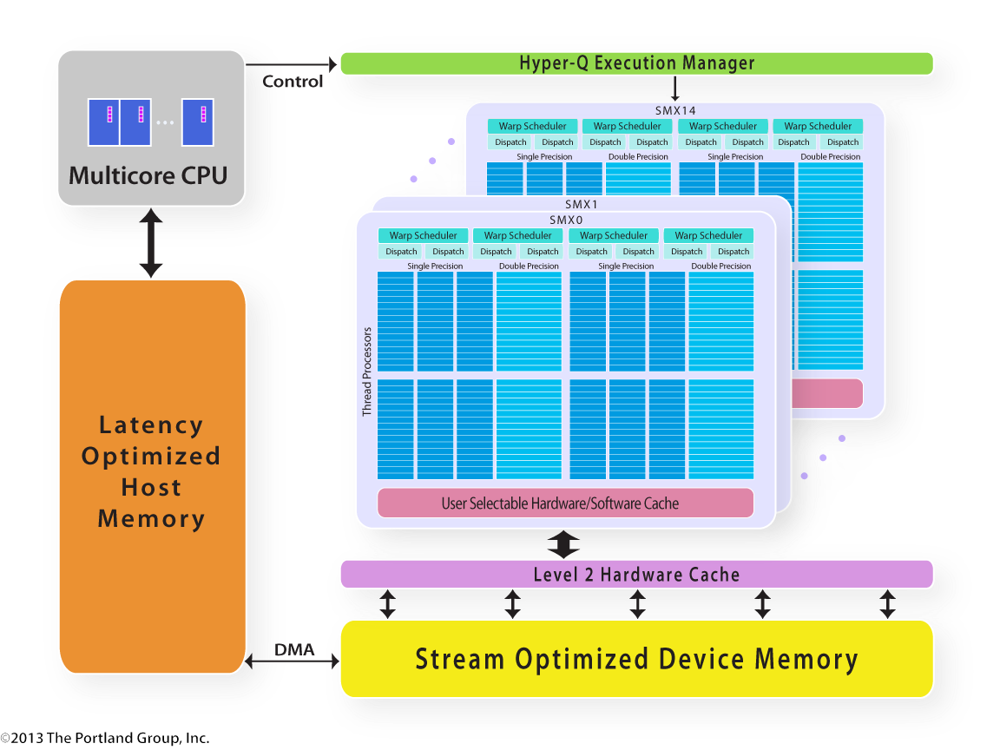 Hyper-Q Execution Manager
Control
Multicore CPU
SMX14
Warp Scheduler Warp Scheduler Warp Scheduler Warp Scheduler
Dispatch Dispatch Dispatch Dispatch Dispatch Dispatch Dispatch Dispatch
Single Precision Double Precision Single Precision Double Precision
SMX1
SMX0
Warp Scheduler Warp Scheduler Warp Scheduler Warp Scheduler
Dispatch Dispatch Dispatch Dispatch Dispatch Dispatch Dispatch Dispatch
Single Precision Double Precision Single Precision Double Precision
Thread Processors
User Selectable Hardware/Software Cache
Latency
Optimized
Host
Memory
Level 2 Hardware Cache
DMA
Stream Optimized Device Memory
©2013 The Portland Group, Inc.